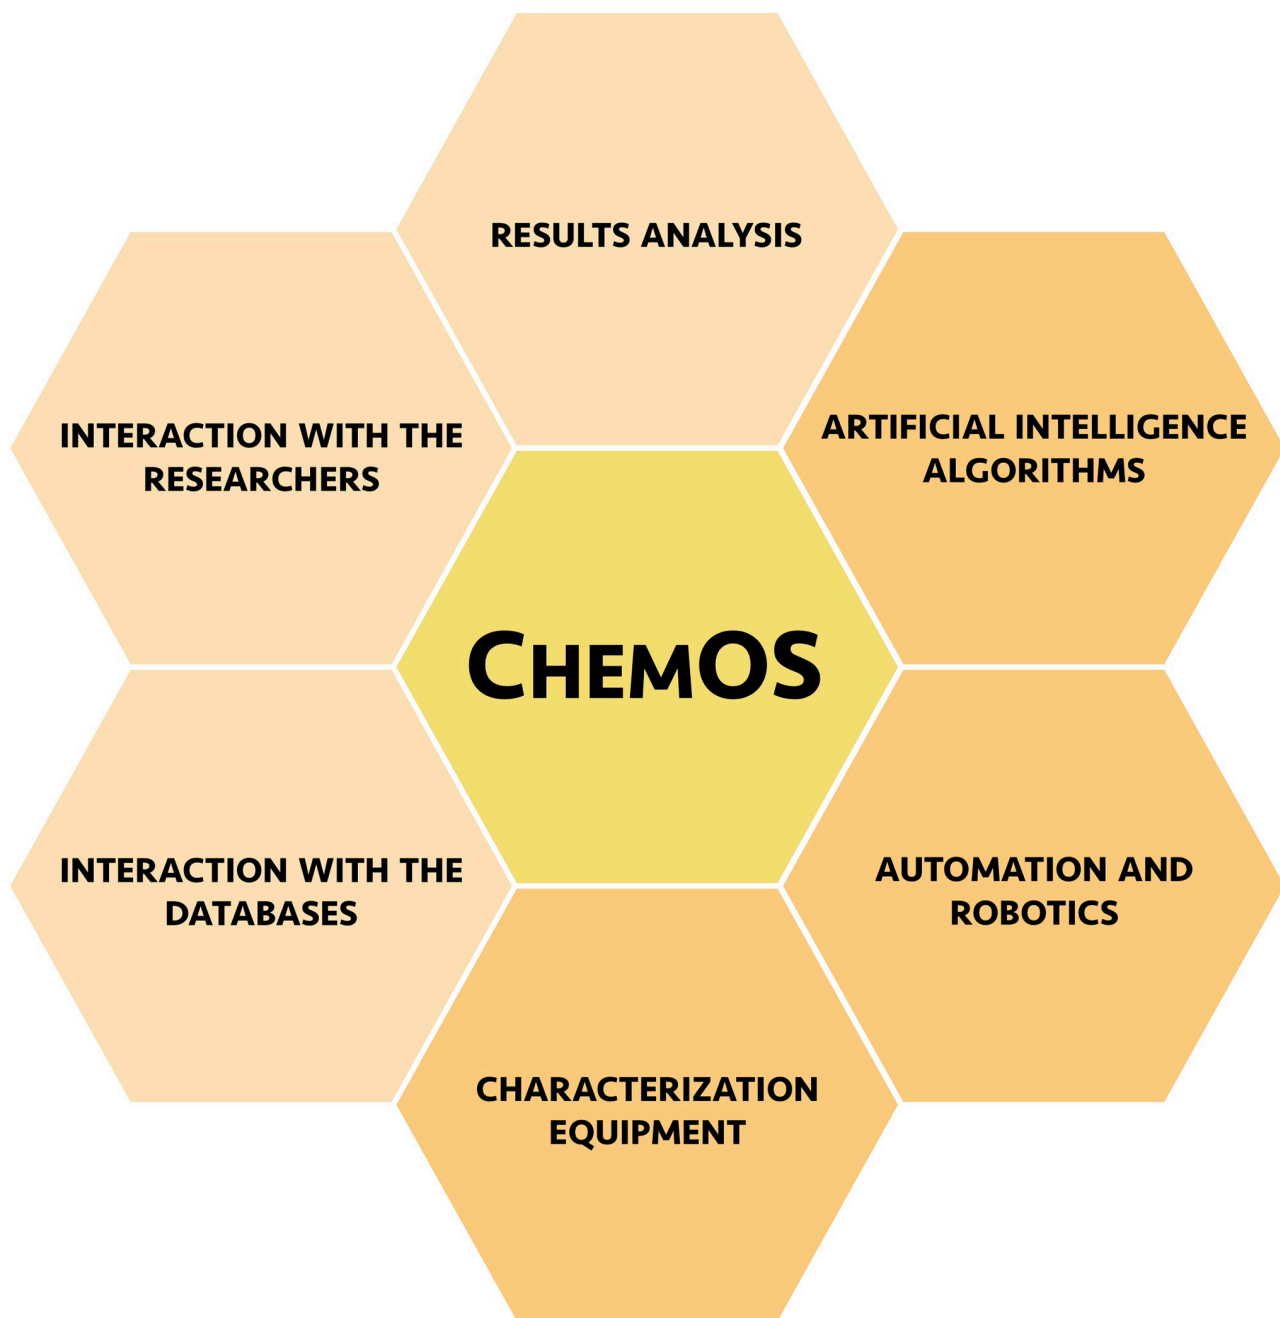 RESULTS ANALYSIS
INTERACTION WITH THE
RESEARCHERS
ARTIFICIAL INTELLIGENCE
ALGORITHMS
CHEMOS
INTERACTION WITH THE
DATABASES
AUTOMATION AND
ROBOTICS
CHARACTERIZATION
EQUIPMENT